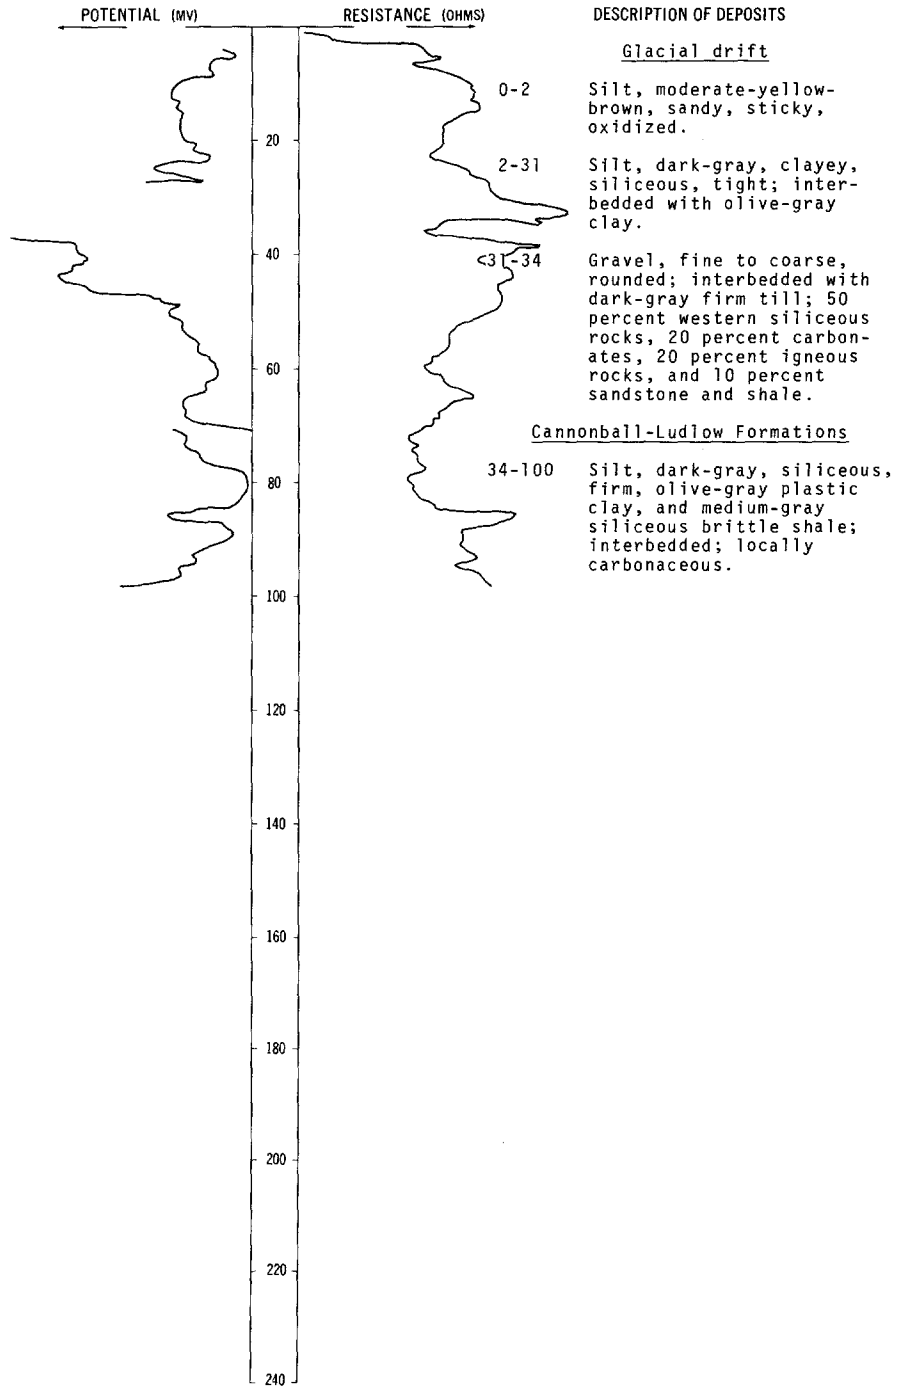 POTENTIAL (MV) RESISTANCE (OHMS) DESCRIPTION OF DEPOSITS
Glacial drift
0-2 Silt, moderate-yellow-
brown, sandy, sticky,
oxidized.
2-31 Silt, dark-gray, clayey,
siliceous, tight; inter-
bedded with olive-gray
clay.
31-34 Gravel, fine to coarse,
rounded; interbedded with
dark-gray firm till; 50
percent western siliceous
rocks, 20 percent carbon-
ates, 20 percent igneous
rocks, and 10 percent
sandstone and shale.
Cannonball-Ludlow Formations
34-100 Silt, dark-gray, siliceous,
firm, olive-gray plastic
clay, and medium-gray
siliceous brittle shale;
interbedded; locally
carbonaceous.
20
40
60
80
100
120
140
160
180
200
220
240